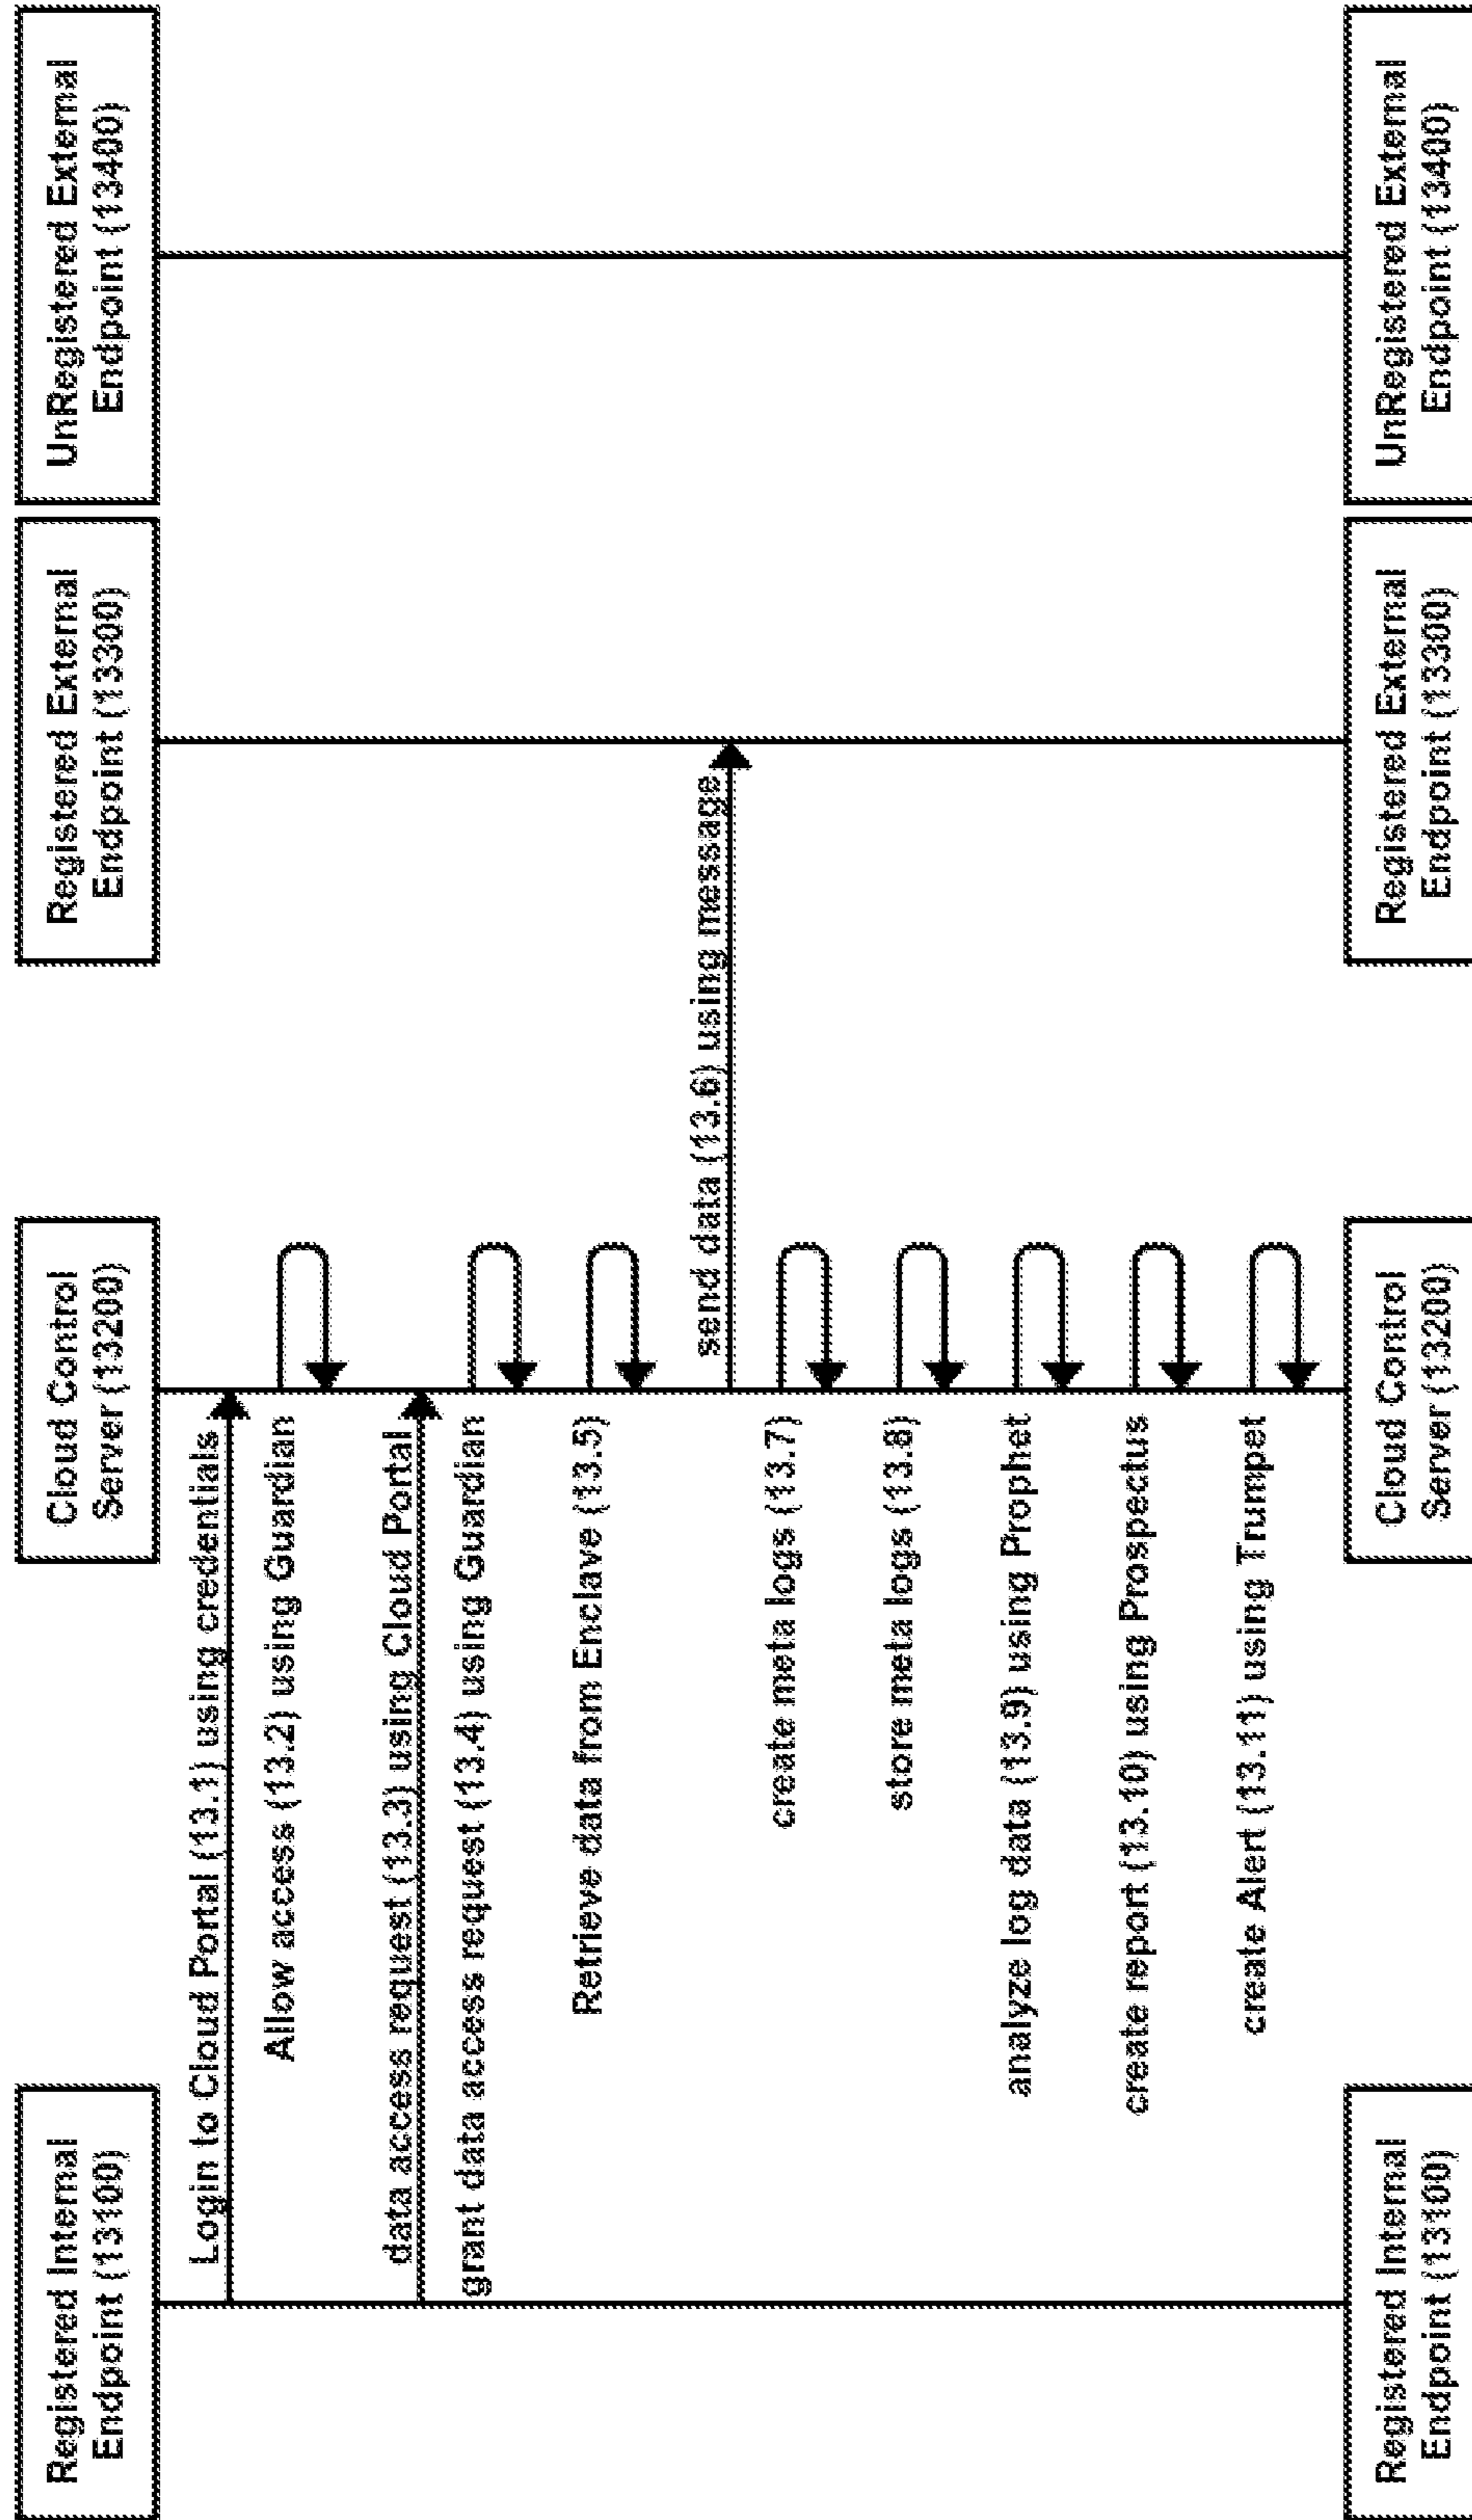 Registered Internal
Endpoint (13100)
Cloud Control
Server (13200)
Registered External
Endpoint (13300)
UnRegistered External
Endpoint (13400)
Login to Cloud Portal (13.1) using credentials
Allow access (13.2) using Guardian
data access request (13.3) using Cloud Portal
grant data access request (13.4) using Guardian
Retrieve data from Enclave (13.5)
send data (13.6) using message
create meta logs (13.7)
store meta logs (13.8)
analyze log data (13.9) using Prophet
create report (13.10) using Prospectus
create Alert (13.11) using Trumpet
Registered Internal
Endpoint (13100)
Cloud Control
Server (13200)
Registered External
Endpoint (13300)
UnRegistered External
Endpoint (13400)